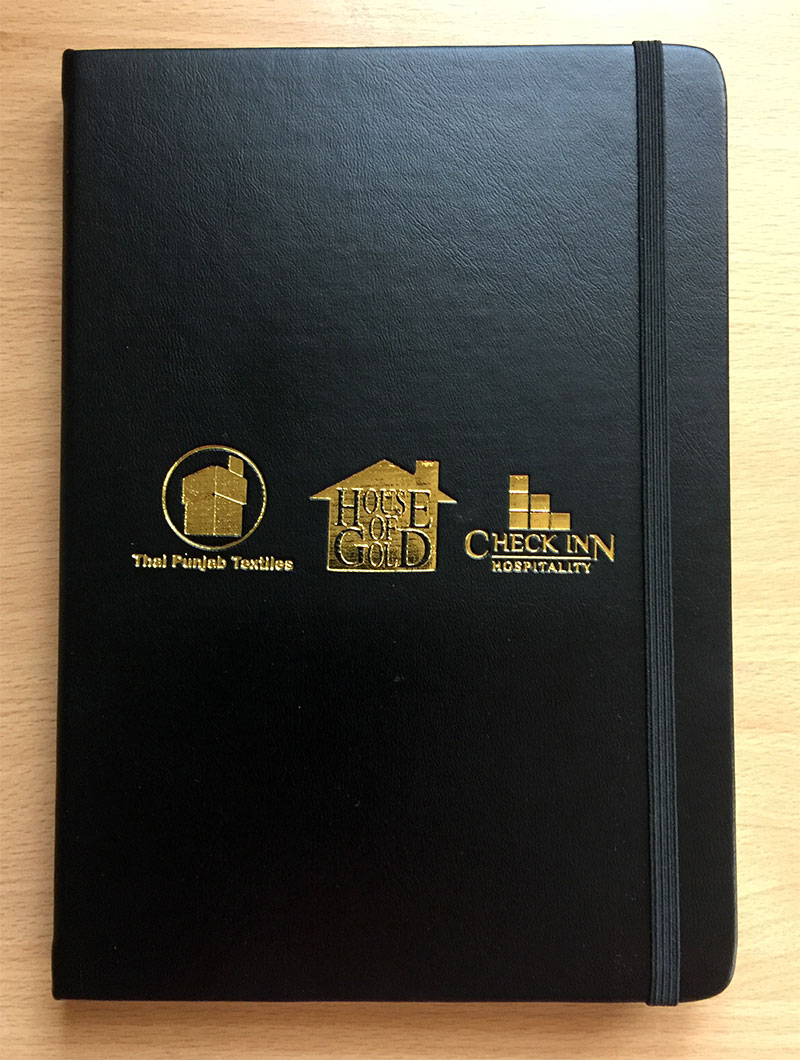 Thai Punjab Textiles
HOUSE
OF
GOLD
CHECK INN
HOSPITALITY